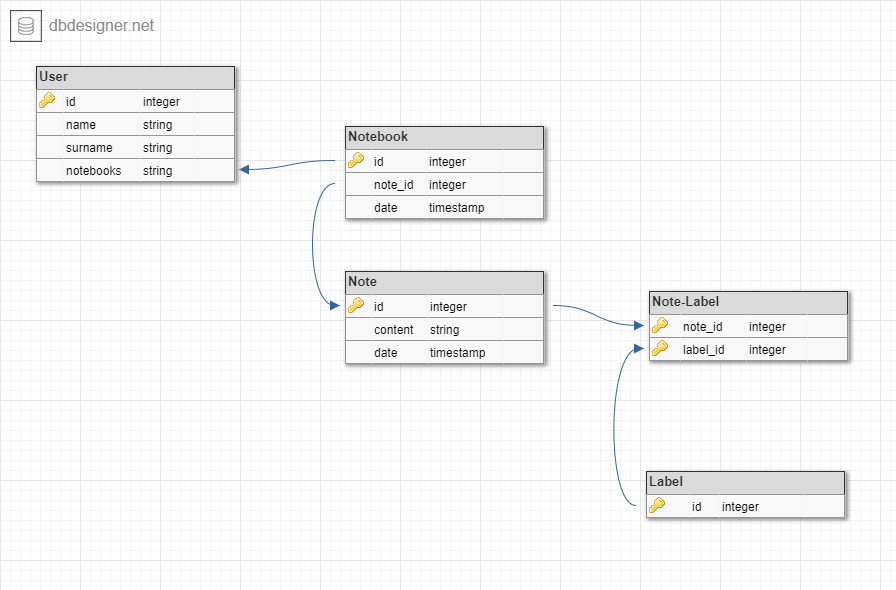 dbdesigner.net
User
id integer
name string
surname string
notebooks string
Notebook
id integer
note_id integer
date timestamp
Note
id integer
content string
date timestamp
Note-Label
note_id integer
label_id integer
Label
id integer